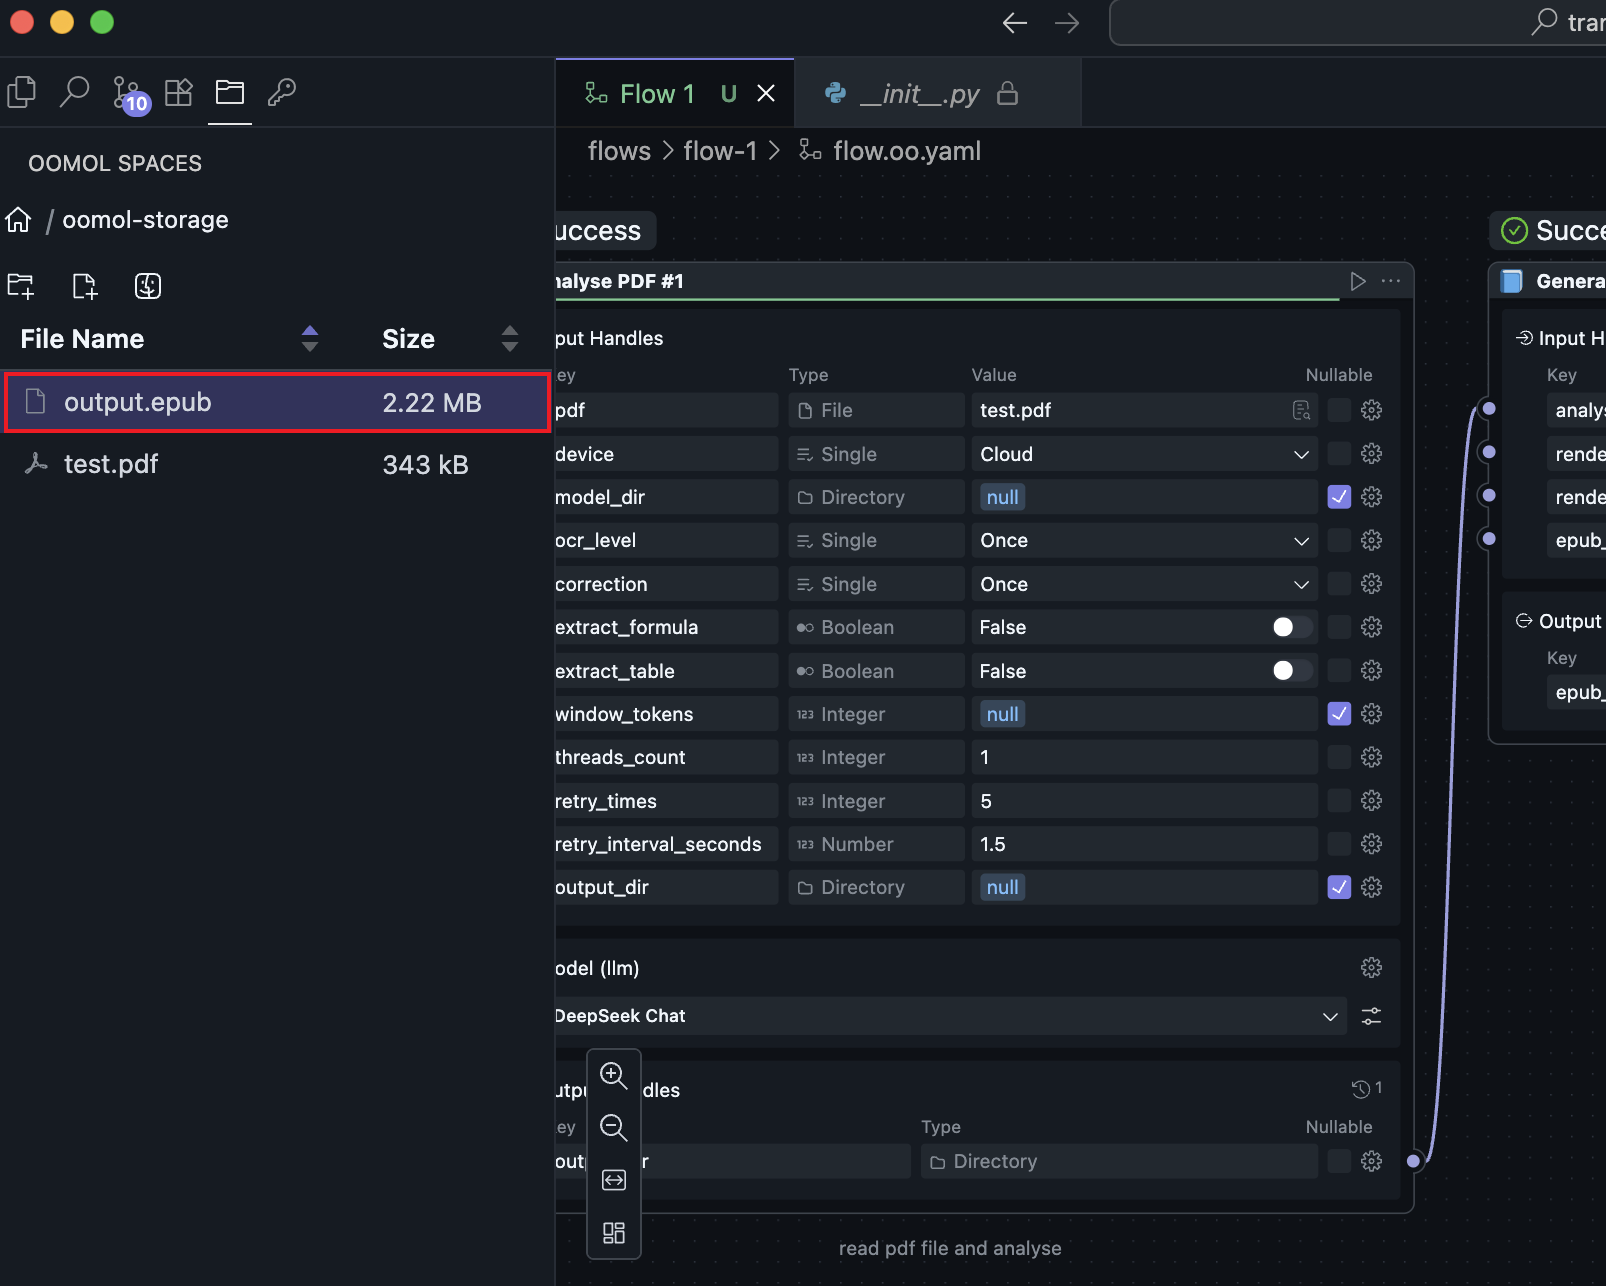 tran
10
Flow 1 U
__init__.py
OOMOL SPACES
flows > flow-1 > flow.oo.yaml
/ oomol-storage
File Name Size
output.epub 2.22 MB
test.pdf 343 kB
uccess
nalyse PDF #1
put Handles
ey Type Value Nullable
pdf File test.pdf
device Single Cloud
model_dir Directory null
ocr_level Single Once
correction Single Once
extract_formula Boolean False
extract_table Boolean False
window_tokens 123 Integer null
threads_count 123 Integer 1
retry_times 123 Integer 5
retry_interval_seconds 123 Number 1.5
output_dir Directory null
odel (llm)
DeepSeek Chat
utpu dles 1
ey Type Nullable
out r Directory
read pdf file and analyse
Succe
Genera
Input H
Key
analys
rende
rende
epub_
Output
Key
epub_